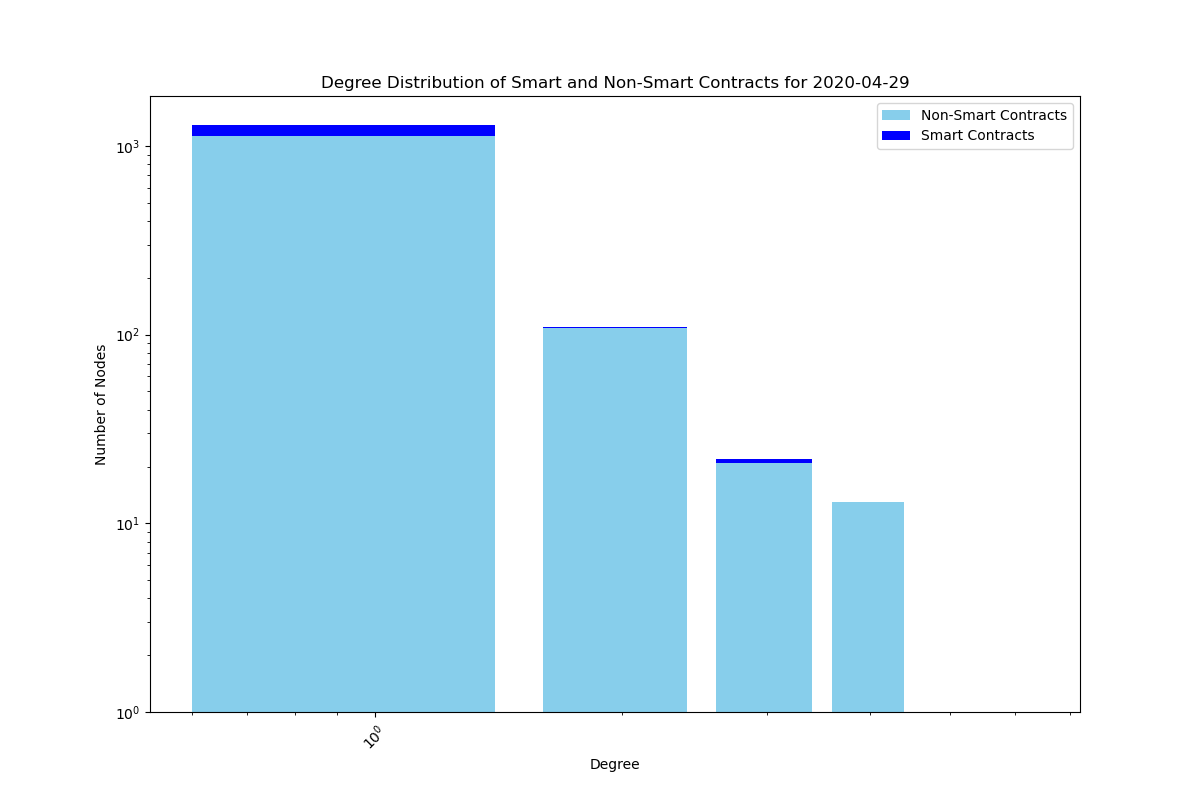 Degree Distribution of Smart and Non-Smart Contracts for 2020-04-29
Non-Smart Contracts
Smart Contracts
10³
10²
10¹
10⁰
Number of Nodes
10⁰
Degree